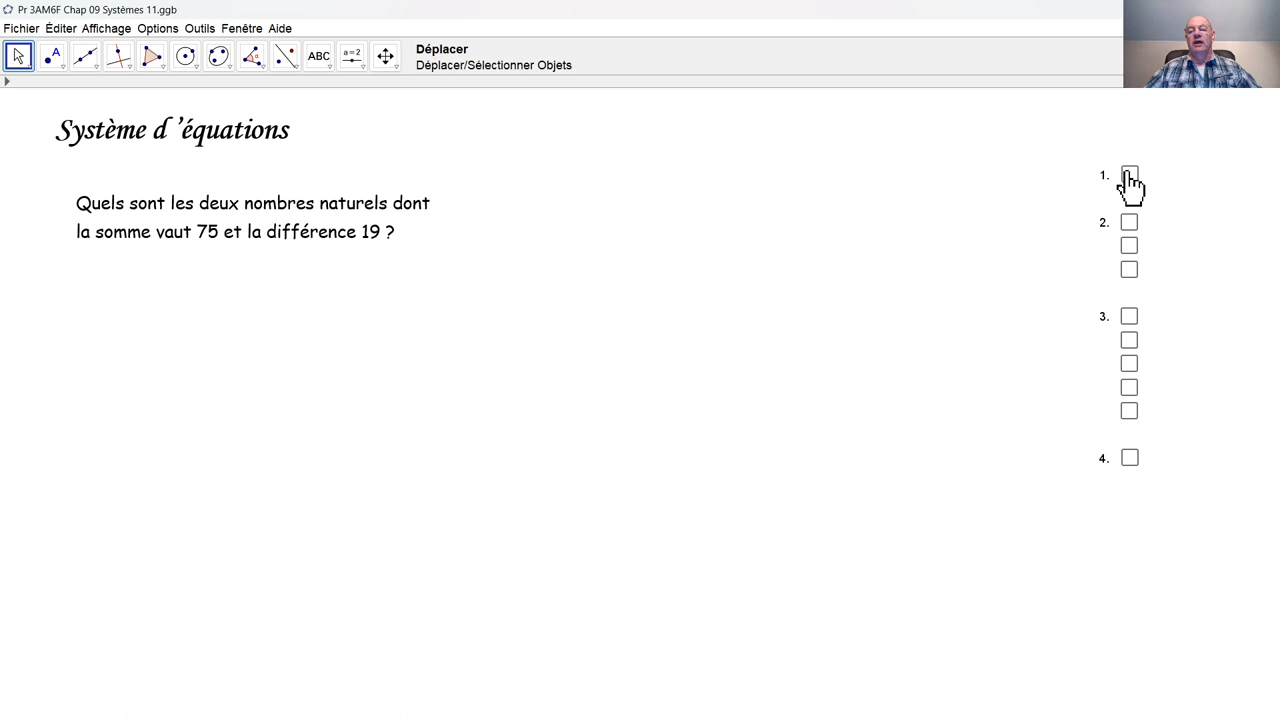 Pr 3AM6F Chap 09 Systèmes 11.ggb
Fichier Éditer Affichage Options Outils Fenêtre Aide
A ABC a=2
Déplacer
Déplacer/Sélectionner Objets
Système d 'équations
Quels sont les deux nombres naturels dont
la somme vaut 75 et la différence 19 ?
1.
2.
3.
4.